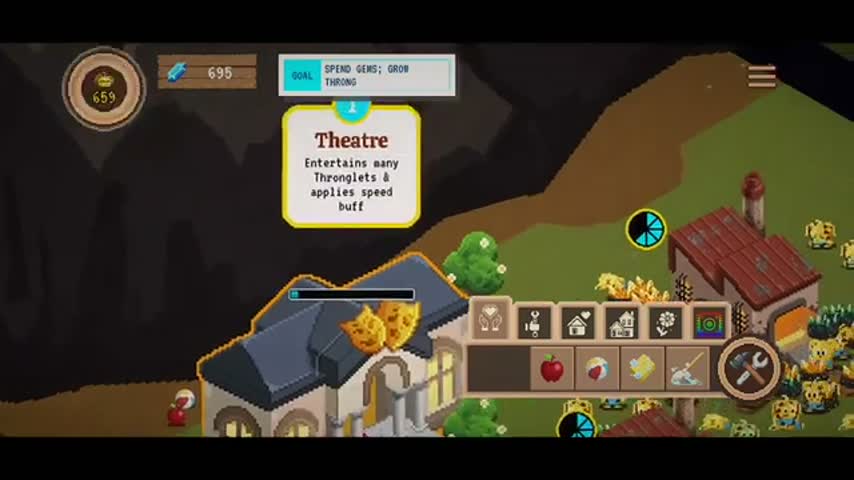 659
695
GOAL
SPEND GEMS; GROW
THRONG
1
Theatre
Entertains many
Thronglets &
applies speed
buff